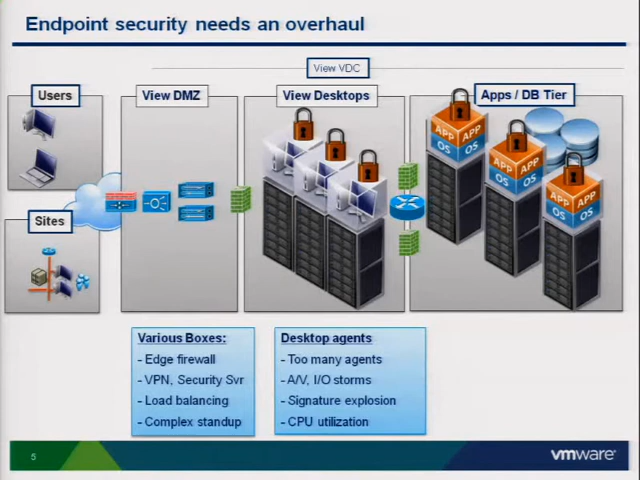 Endpoint security needs an overhaul
View VDC
Users
View DMZ
View Desktops
Apps / DB Tier
APP APP
OS OS
APP APP
OS OS
APP APP
OS OS
Sites
Various Boxes:
- Edge firewall
- VPN, Security Svr
- Load balancing
- Complex standup
Desktop agents
- Too many agents
- A/V, I/O storms
- Signature explosion
- CPU utilization
5
vmware